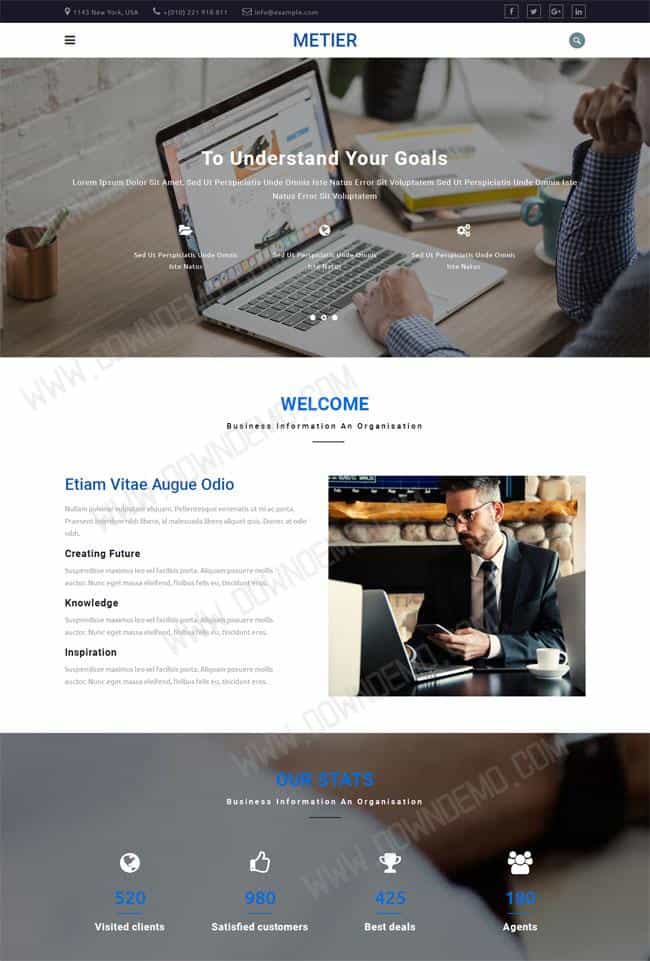 1143 New York, USA +(010) 221 918 811 info@example.com
METIER
To Understand Your Goals
Lorem Ipsum Dolor Sit Amet, Sed Ut Perspiciatis Unde Omnis Iste Natus Error Sit Voluptatem Sed Ut Perspiciatis Unde Omnis Iste
Natus Error Sit Voluptatem
Sed Ut Perspiciatis Unde Omnis Sed Ut Perspiciatis Unde Omnis Sed Ut Perspiciatis Unde Omnis
Iste Natus Iste Natus Iste Natus
WELCOME
Business Information An Organisation
Etiam Vitae Augue Odio
Nullam pulvinar vulputate aliquam. Pellentesque venenatis ut mi ac porta.
Praesent interdum nibh libero, id malesuada libero aliquet quis. Donec at odio
nibh.
Creating Future
Suspendisse maximus leo vel facilisis porta. Aliquam posuere mollis
auctor. Nunc eget massa eleifend, finibus felis eu, tincidunt eros.
Knowledge
Suspendisse maximus leo vel facilisis porta. Aliquam posuere mollis
auctor. Nunc eget massa eleifend, finibus felis eu, tincidunt eros.
Inspiration
Suspendisse maximus leo vel facilisis porta. Aliquam posuere mollis
auctor. Nunc eget massa eleifend, finibus felis eu, tincidunt eros.
OUR STATS
Business Information An Organisation
520 980 425 180
Visited clients Satisfied customers Best deals Agents
WWW.DOWNDEMO.COM
WWW.DOWNDEMO.COM
WWW.DOWNDEMO.COM
WWW.DOWNDEMO.COM
WWW.DOWNDEMO.COM